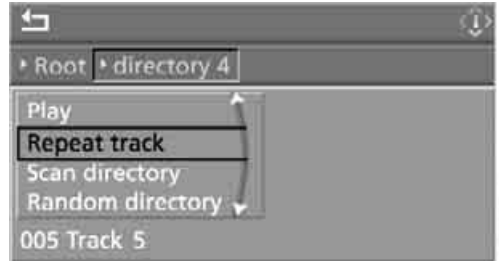 Root directory 4
Play
Repeat track
Scan directory
Random directory
005 Track 5